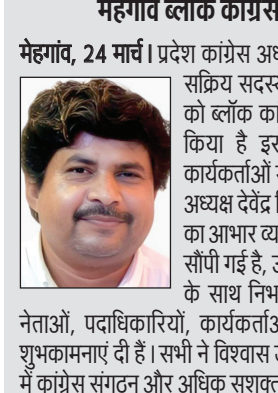 मेहगांव ब्लॉक कांग्रेस
मेहगांव, 24 मार्च। प्रदेश कांग्रेस अध
सक्रिय सदस्
को ब्लॉक का
किया है इस
कार्यकर्ताओं
अध्यक्ष देवेंद्र
का आभार व्य
सौंपी गई है,
के साथ निभ
नेताओं, पदाधिकारियों, कार्यकर्ताअ
शुभकामनाएं दी हैं। सभी ने विश्वास
में कांग्रेस संगठन और अधिक सशक्त